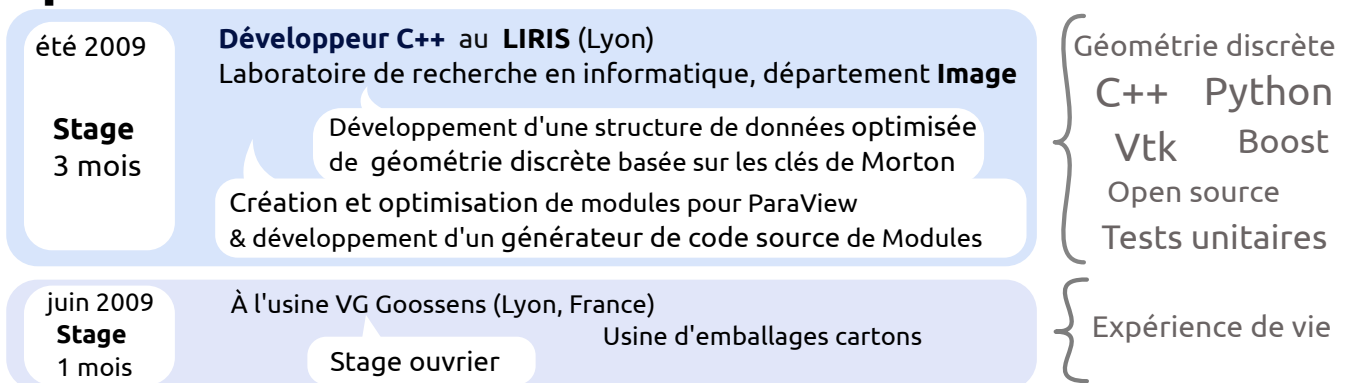 été 2009
Stage
3 mois
Développeur C++ au LIRIS (Lyon)
Laboratoire de recherche en informatique, département Image
Développement d'une structure de données optimisée
de géométrie discrète basée sur les clés de Morton
Création et optimisation de modules pour ParaView
& développement d'un générateur de code source de Modules
Géométrie discrète
C++ Python
Vtk Boost
Open source
Tests unitaires
juin 2009
Stage
1 mois
À l'usine VG Goossens (Lyon, France)
Usine d'emballages cartons
Stage ouvrier
Expérience de vie